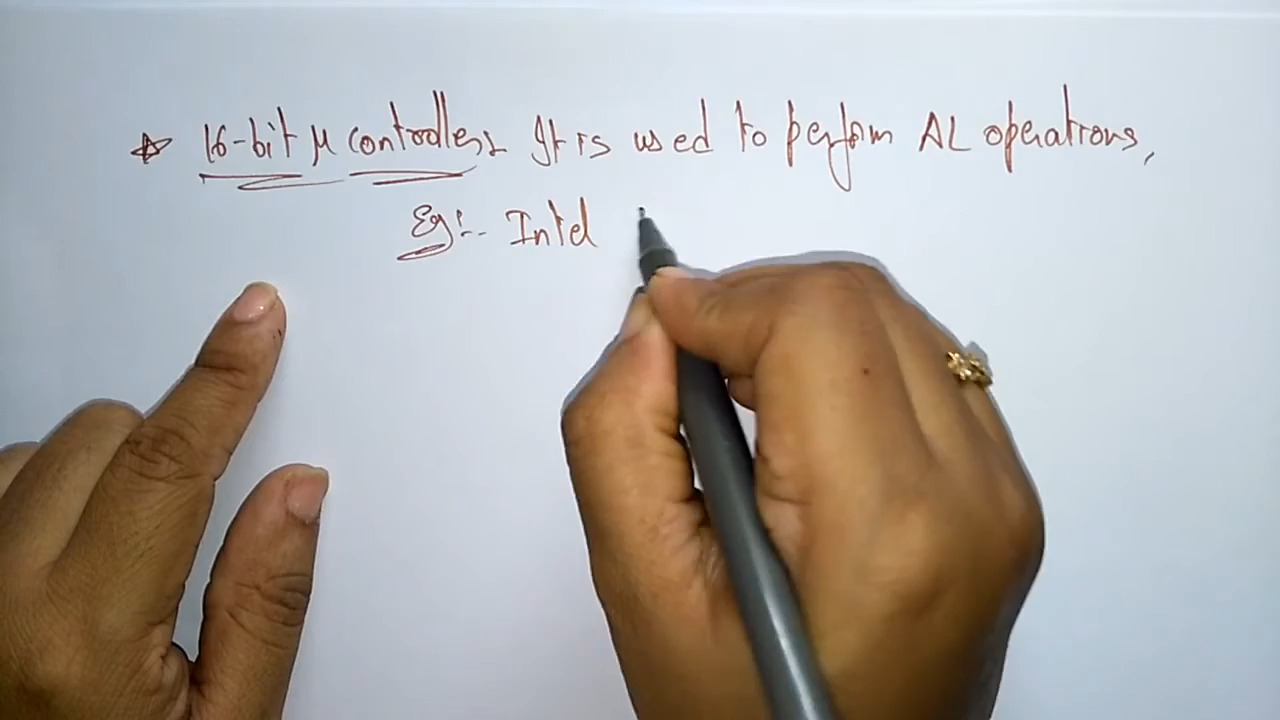 ☆ 16-bit μ controller:- It is used to perform AL operations,
Eg:- Intel